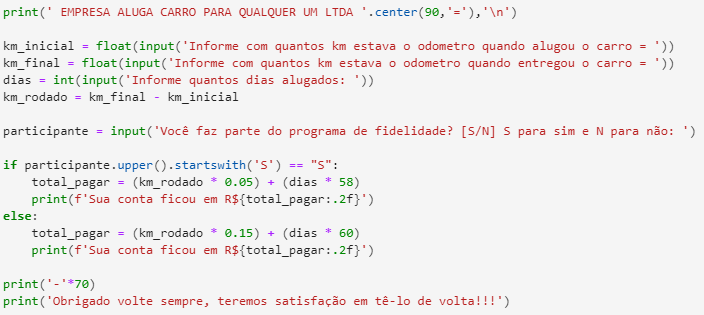 print(' EMPRESA ALUGA CARRO PARA QUALQUER UM LTDA '.center(90,'='),'\n')
km_inicial = float(input('Informe com quantos km estava o odometro quando alugou o carro = '))
km_final = float(input('Informe com quantos km estava o odometro quando entregou o carro = '))
dias = int(input('Informe quantos dias alugados: '))
km_rodado = km_final - km_inicial
participante = input('Você faz parte do programa de fidelidade? [S/N] S para sim e N para não: ')
if participante.upper().startswith('S') == "S":
    total_pagar = (km_rodado * 0.05) + (dias * 58)
    print(f'Sua conta ficou em R${total_pagar:.2f}')
else:
    total_pagar = (km_rodado * 0.15) + (dias * 60)
    print(f'Sua conta ficou em R${total_pagar:.2f}')
print('-'*70)
print('Obrigado volte sempre, teremos satisfação em tê-lo de volta!!!')